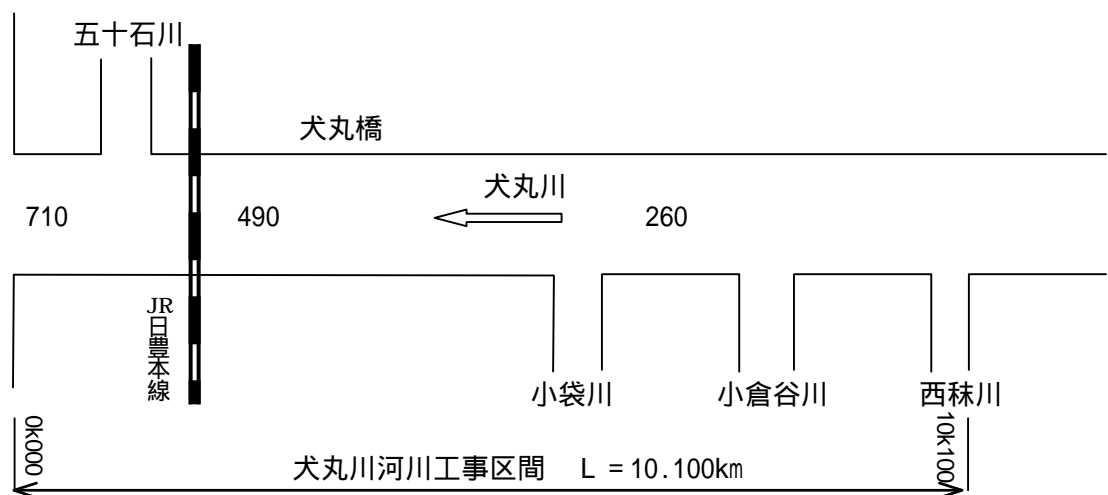 五十石川
犬丸橋
犬丸川
710
490
260
JR日豊本線
小袋川
小倉谷川
西秣川
0k000
10k100
犬丸川河川工事区間 L =10.100km